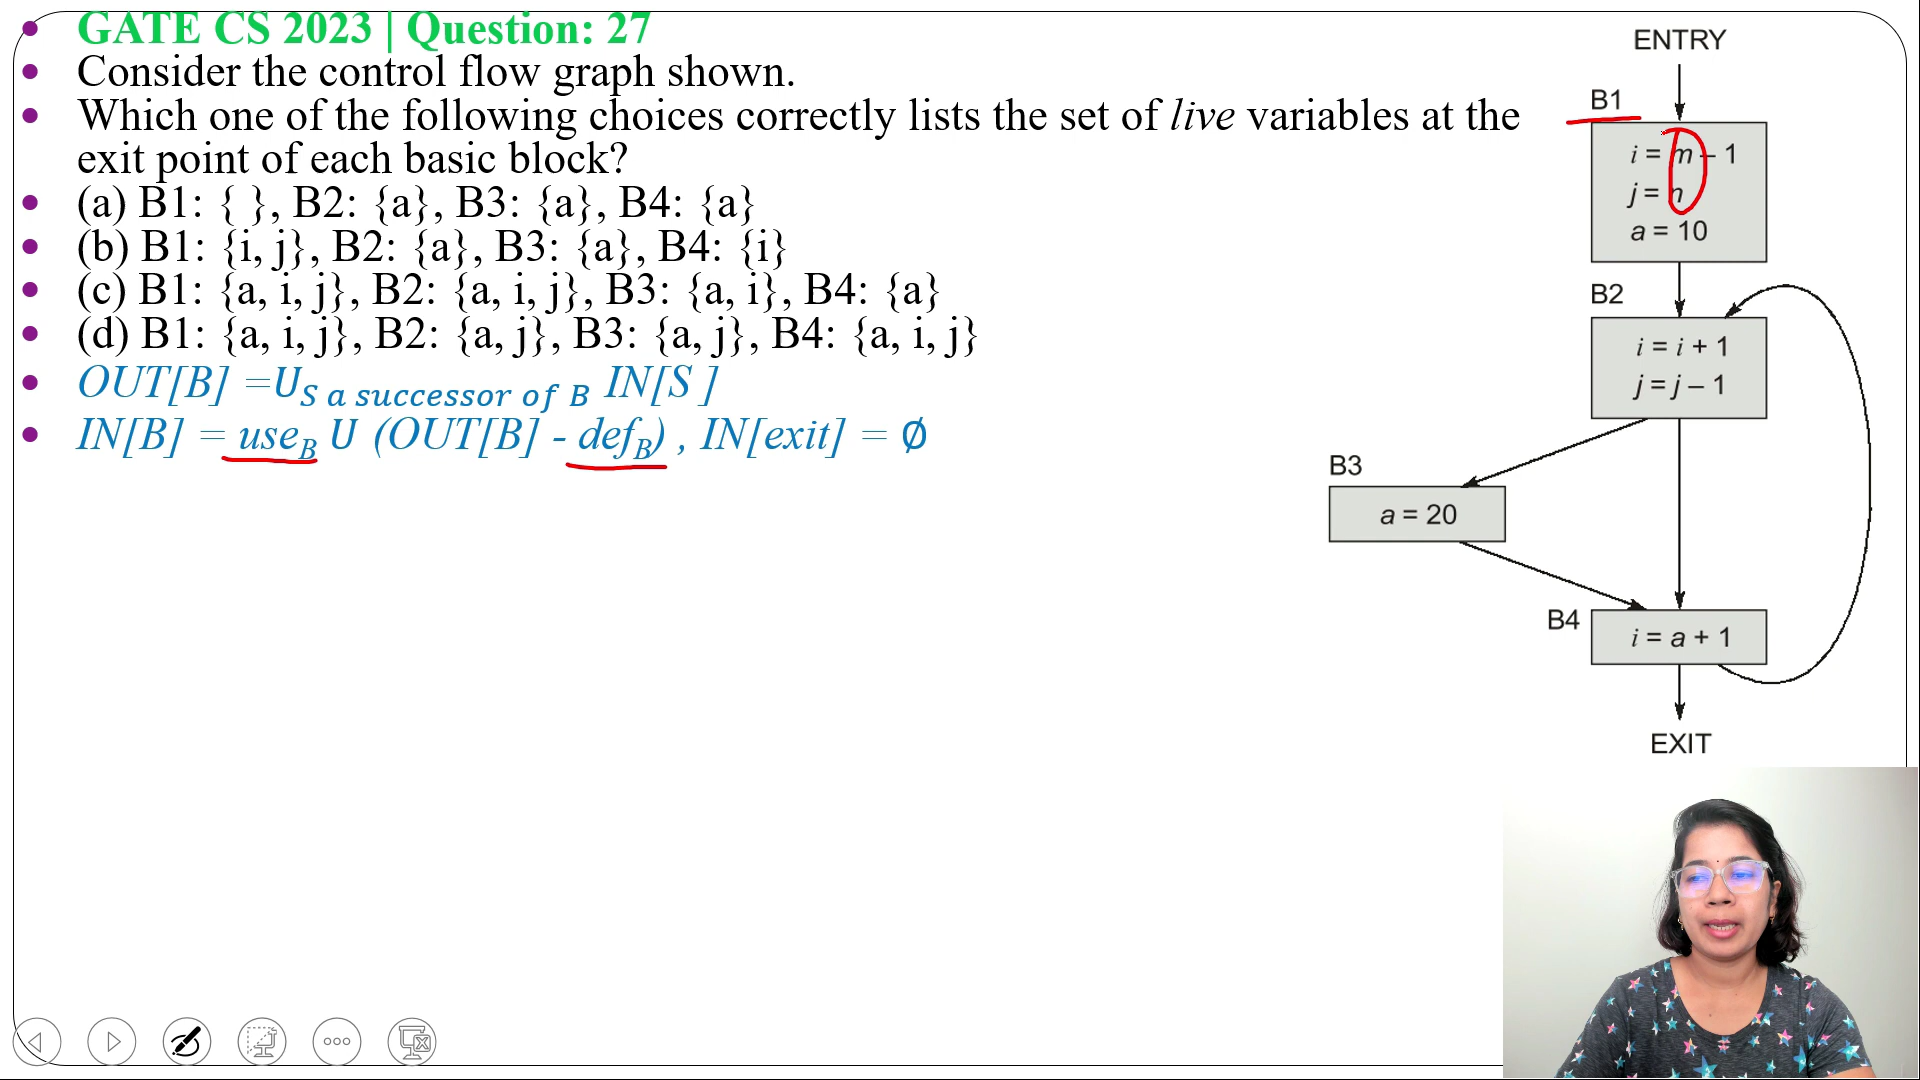 GATE CS 2023 | Question: 27
Consider the control flow graph shown.
Which one of the following choices correctly lists the set of live variables at the
exit point of each basic block?
(a) B1: { }, B2: {a}, B3: {a}, B4: {a}
(b) B1: {i, j}, B2: {a}, B3: {a}, B4: {i}
(c) B1: {a, i, j}, B2: {a, i, j}, B3: {a, i}, B4: {a}
(d) B1: {a, i, j}, B2: {a, j}, B3: {a, j}, B4: {a, i, j}
OUT[B] =U_S a successor of B IN[S ]
IN[B] = use_B U (OUT[B] - def_B) , IN[exit] = ∅
ENTRY
B1
i = m – 1
j = n
a = 10
B2
i = i + 1
j = j – 1
B3
a = 20
B4
i = a + 1
EXIT